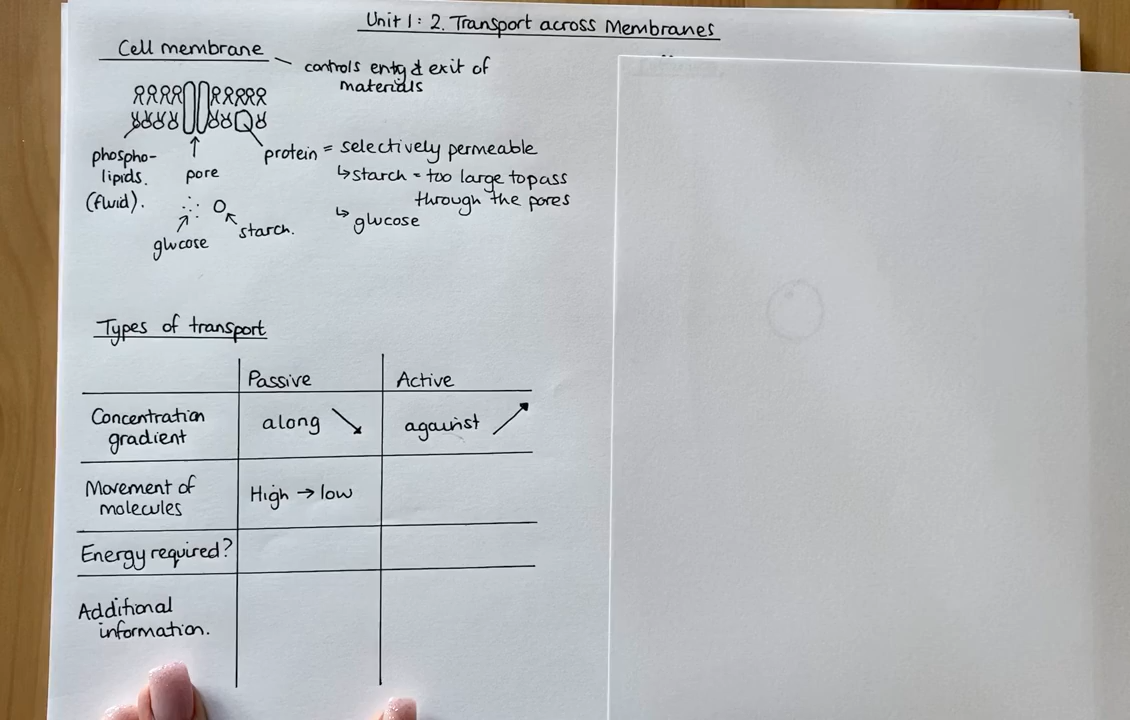 Unit 1: 2. Transport across Membranes
Cell membrane
controls entry & exit of
materials
phospho-
lipids.
(fluid).
pore
protein = selectively permeable
↳ starch = too large to pass
through the pores
↳ glucose
glucose
starch.
Types of transport
Passive Active
Concentration
gradient
along ↘ against ↗
Movement of
molecules
High → low
Energy required?
Additional
information.